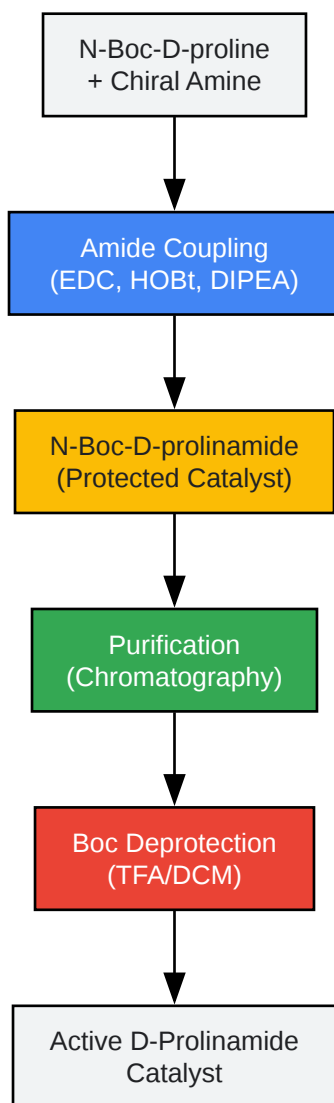 N-Boc-D-proline
+ Chiral Amine
Amide Coupling
(EDC, HOBt, DIPEA)
N-Boc-D-prolinamide
(Protected Catalyst)
Purification
(Chromatography)
Boc Deprotection
(TFA/DCM)
Active D-Prolinamide
Catalyst